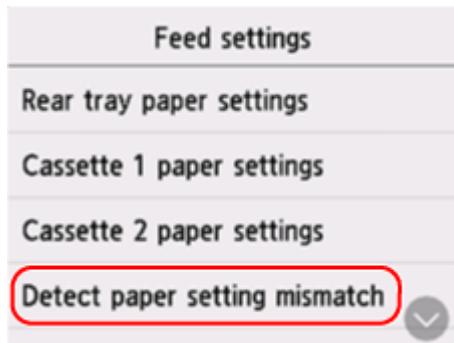 Feed settings
Rear tray paper settings
Cassette 1 paper settings
Cassette 2 paper settings
Detect paper setting mismatch